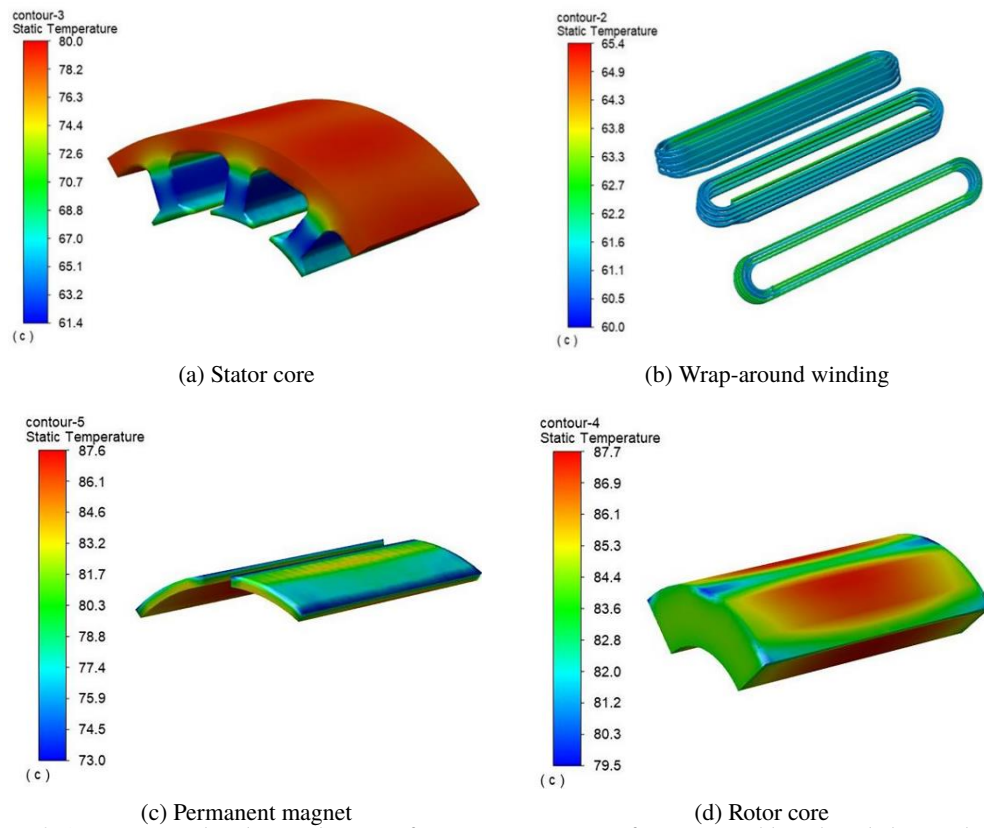 contour-3
Static Temperature
80.0
78.2
76.3
74.4
72.6
70.7
68.8
67.0
65.1
63.2
61.4
( c )
(a) Stator core
contour-2
Static Temperature
65.4
64.9
64.3
63.8
63.3
62.7
62.2
61.6
61.1
60.5
60.0
( c )
(b) Wrap-around winding
contour-5
Static Temperature
87.6
86.1
84.6
83.2
81.7
80.3
78.8
77.4
75.9
74.5
73.0
( c )
(c) Permanent magnet
contour-4
Static Temperature
87.7
86.9
86.1
85.3
84.4
83.6
82.8
82.0
81.2
80.3
79.5
( c )
(d) Rotor core